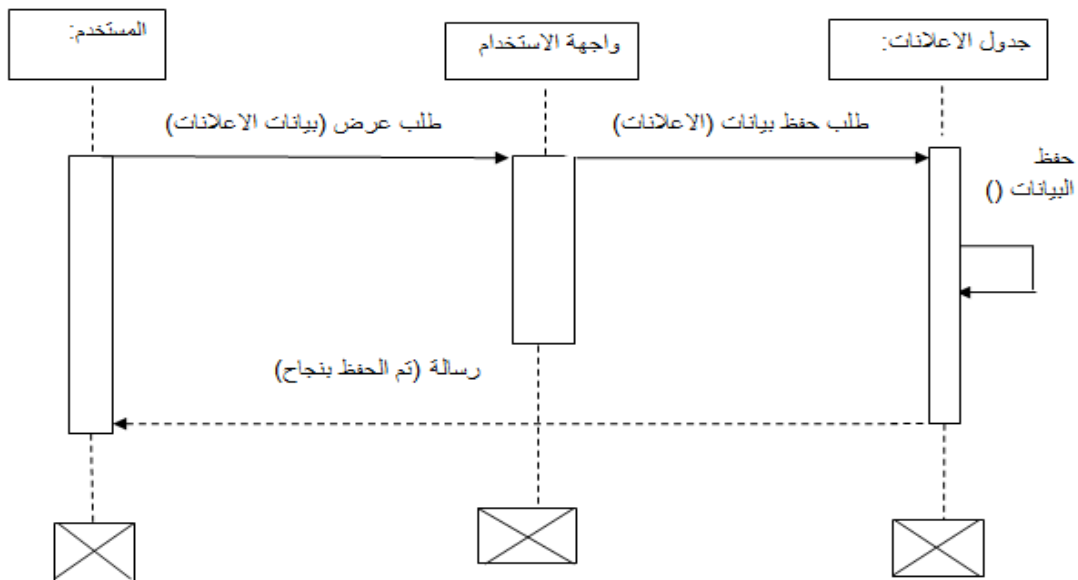 المستخدم:
واجهة الاستخدام
جدول الاعلانات:
طلب عرض (بيانات الاعلانات)
طلب حفظ بيانات (الاعلانات)
حفظ
البيانات ()
رسالة (تم الحفظ بنجاح)